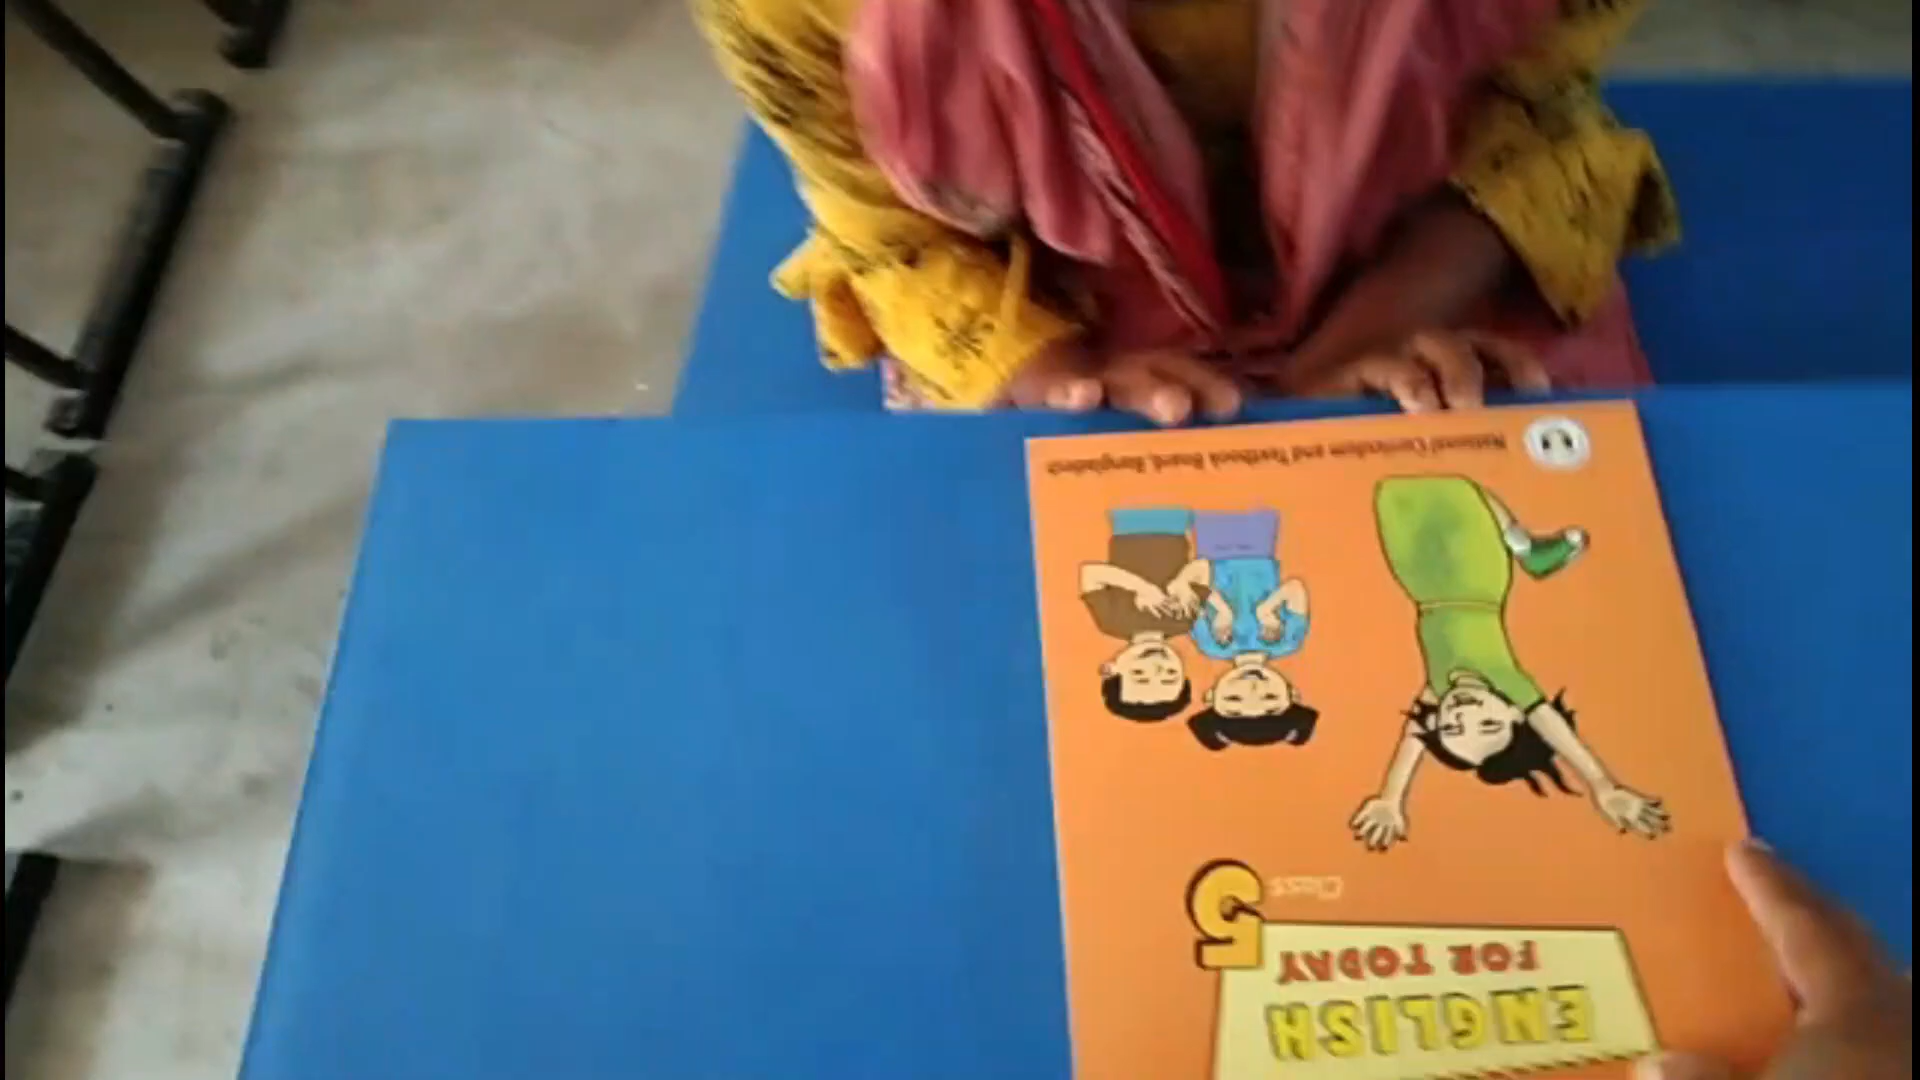 ENGLISH
FOR TODAY
Class 5
National Curriculum and Textbook Board, Bangladesh